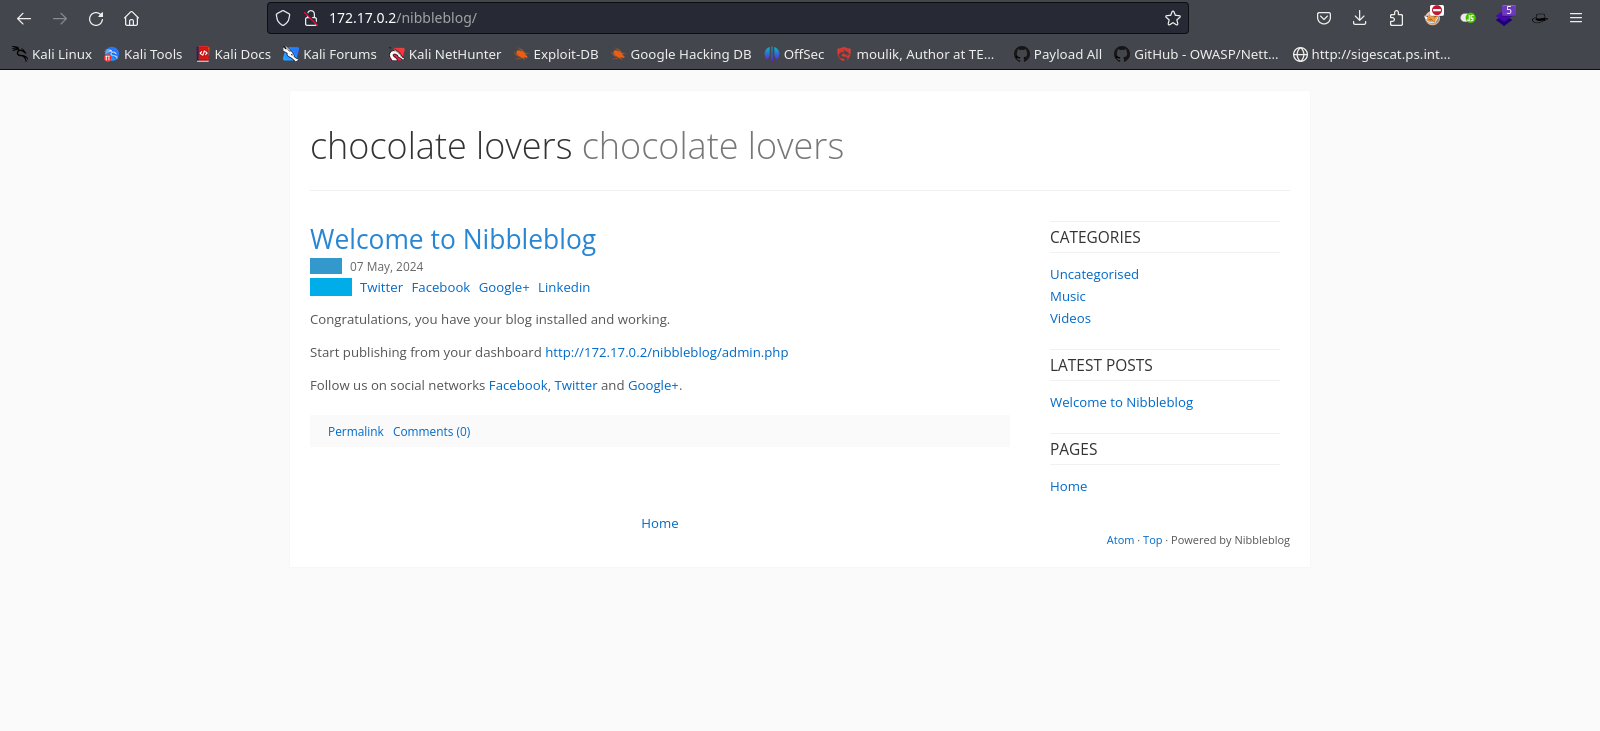 172.17.0.2/nibbleblog/
5
Kali Linux Kali Tools Kali Docs Kali Forums Kali NetHunter Exploit-DB Google Hacking DB OffSec moulik, Author at TE... Payload All GitHub - OWASP/Nett... http://sigescat.ps.int...
chocolate lovers chocolate lovers
Welcome to Nibbleblog
07 May, 2024
Twitter Facebook Google+ Linkedin
Congratulations, you have your blog installed and working.
Start publishing from your dashboard http://172.17.0.2/nibbleblog/admin.php
Follow us on social networks Facebook, Twitter and Google+.
Permalink Comments (0)
Home
CATEGORIES
Uncategorised
Music
Videos
LATEST POSTS
Welcome to Nibbleblog
PAGES
Home
Atom · Top · Powered by Nibbleblog